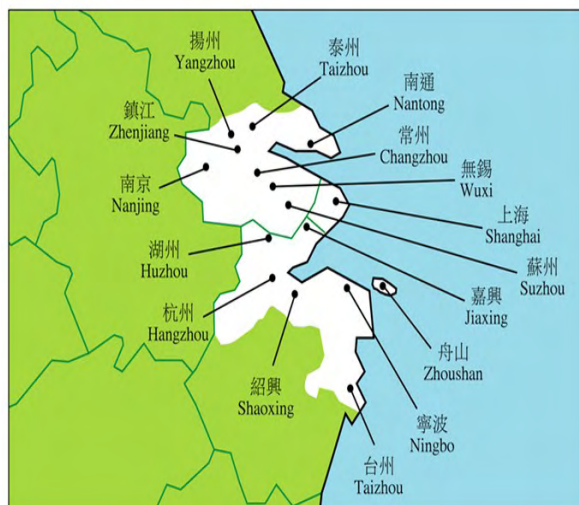 揚州
Yangzhou
泰州
Taizhou
南通
Nantong
鎮江
Zhenjiang
常州
Changzhou
無錫
Wuxi
南京
Nanjing
上海
Shanghai
湖州
Huzhou
蘇州
Suzhou
嘉興
Jiaxing
杭州
Hangzhou
舟山
Zhoushan
紹興
Shaoxing
寧波
Ningbo
台州
Taizhou